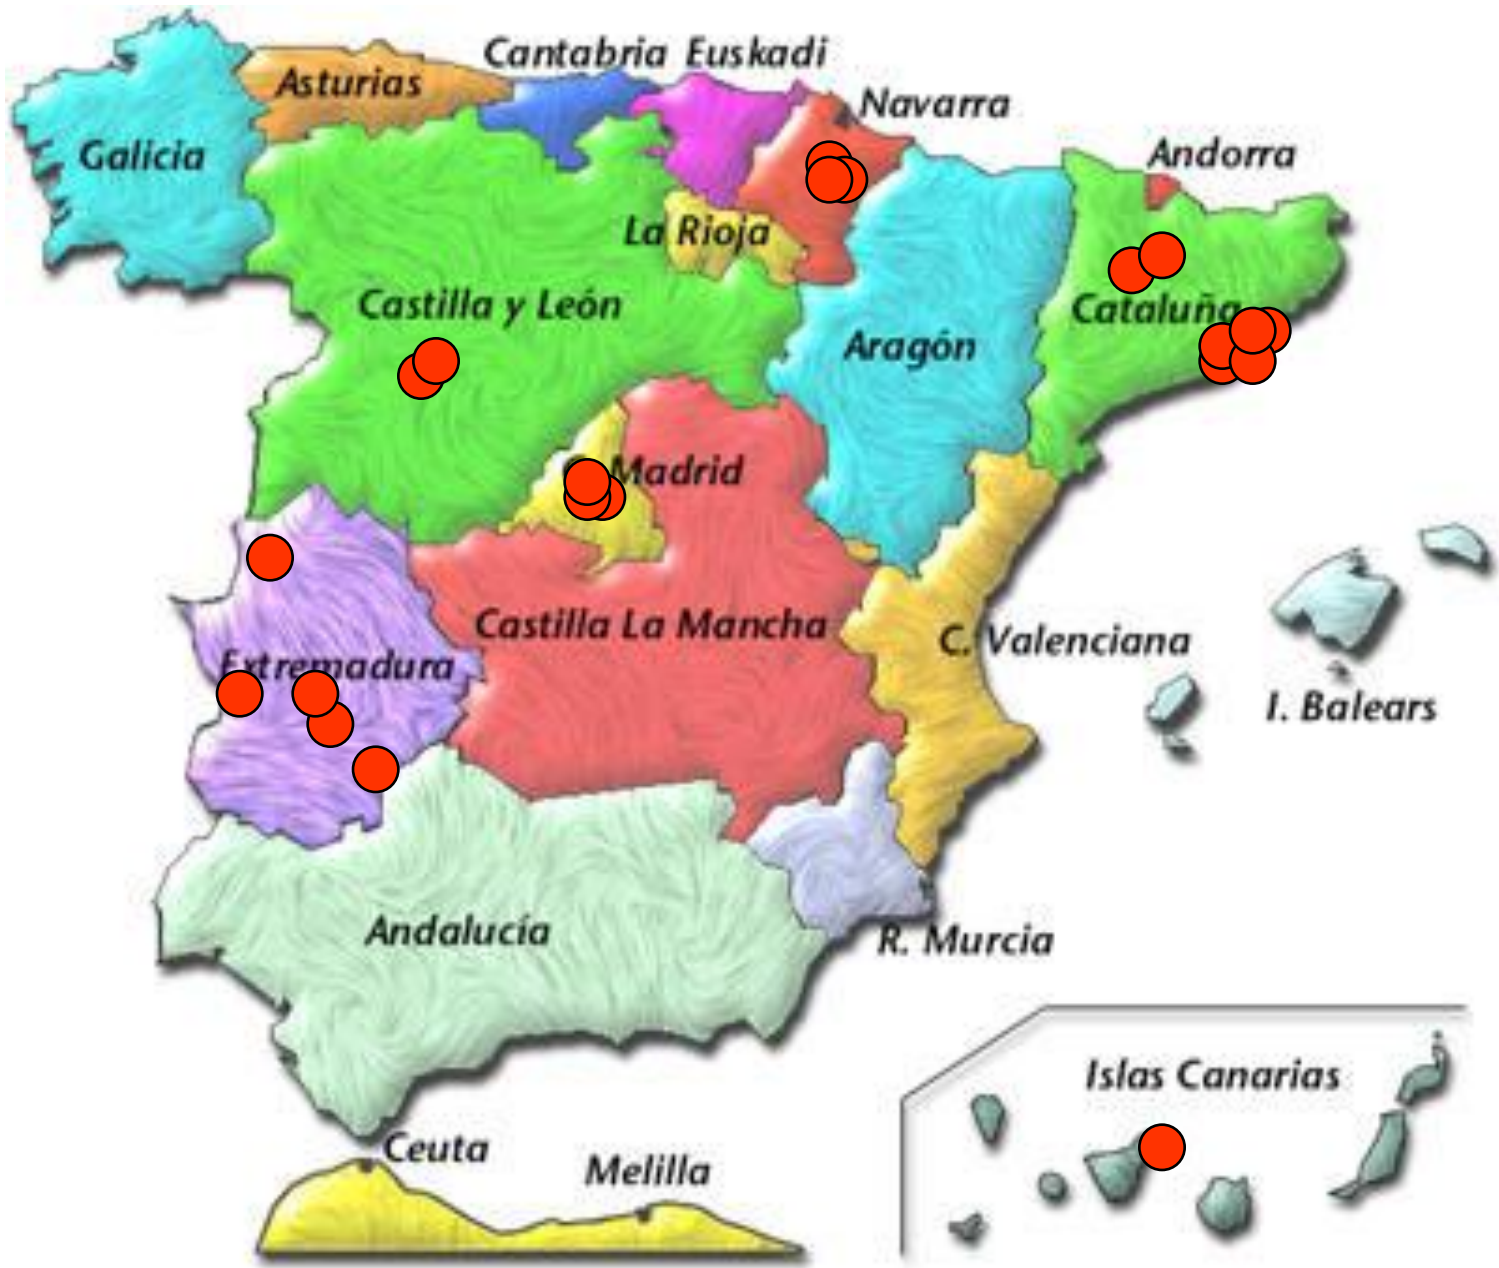 Cantabria Euskadi
Asturias
Navarra
Galicia
Andorra
La Rioja
Castilla y León
Cataluña
Aragón
C. Madrid
Castilla La Mancha
C. Valenciana
Extremadura
I. Balears
Andalucía
R. Murcia
Islas Canarias
Ceuta
Melilla